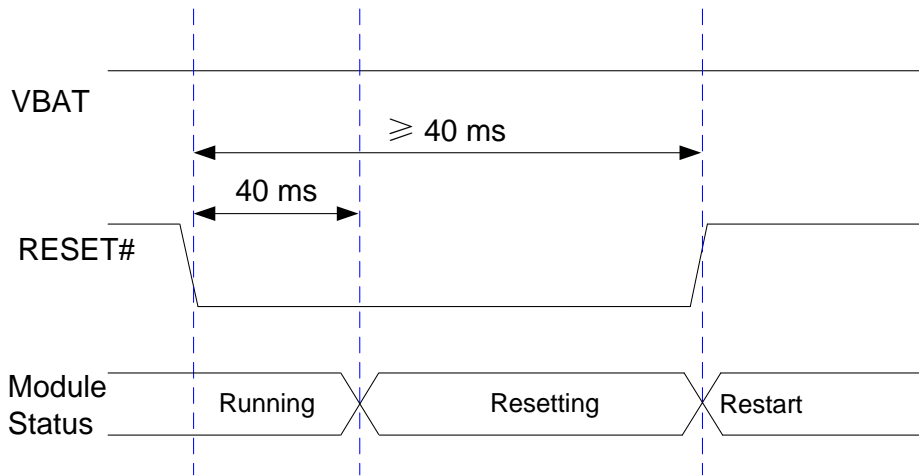 VBAT
≥ 40 ms
40 ms
RESET#
Module
Status
Running
Resetting
Restart